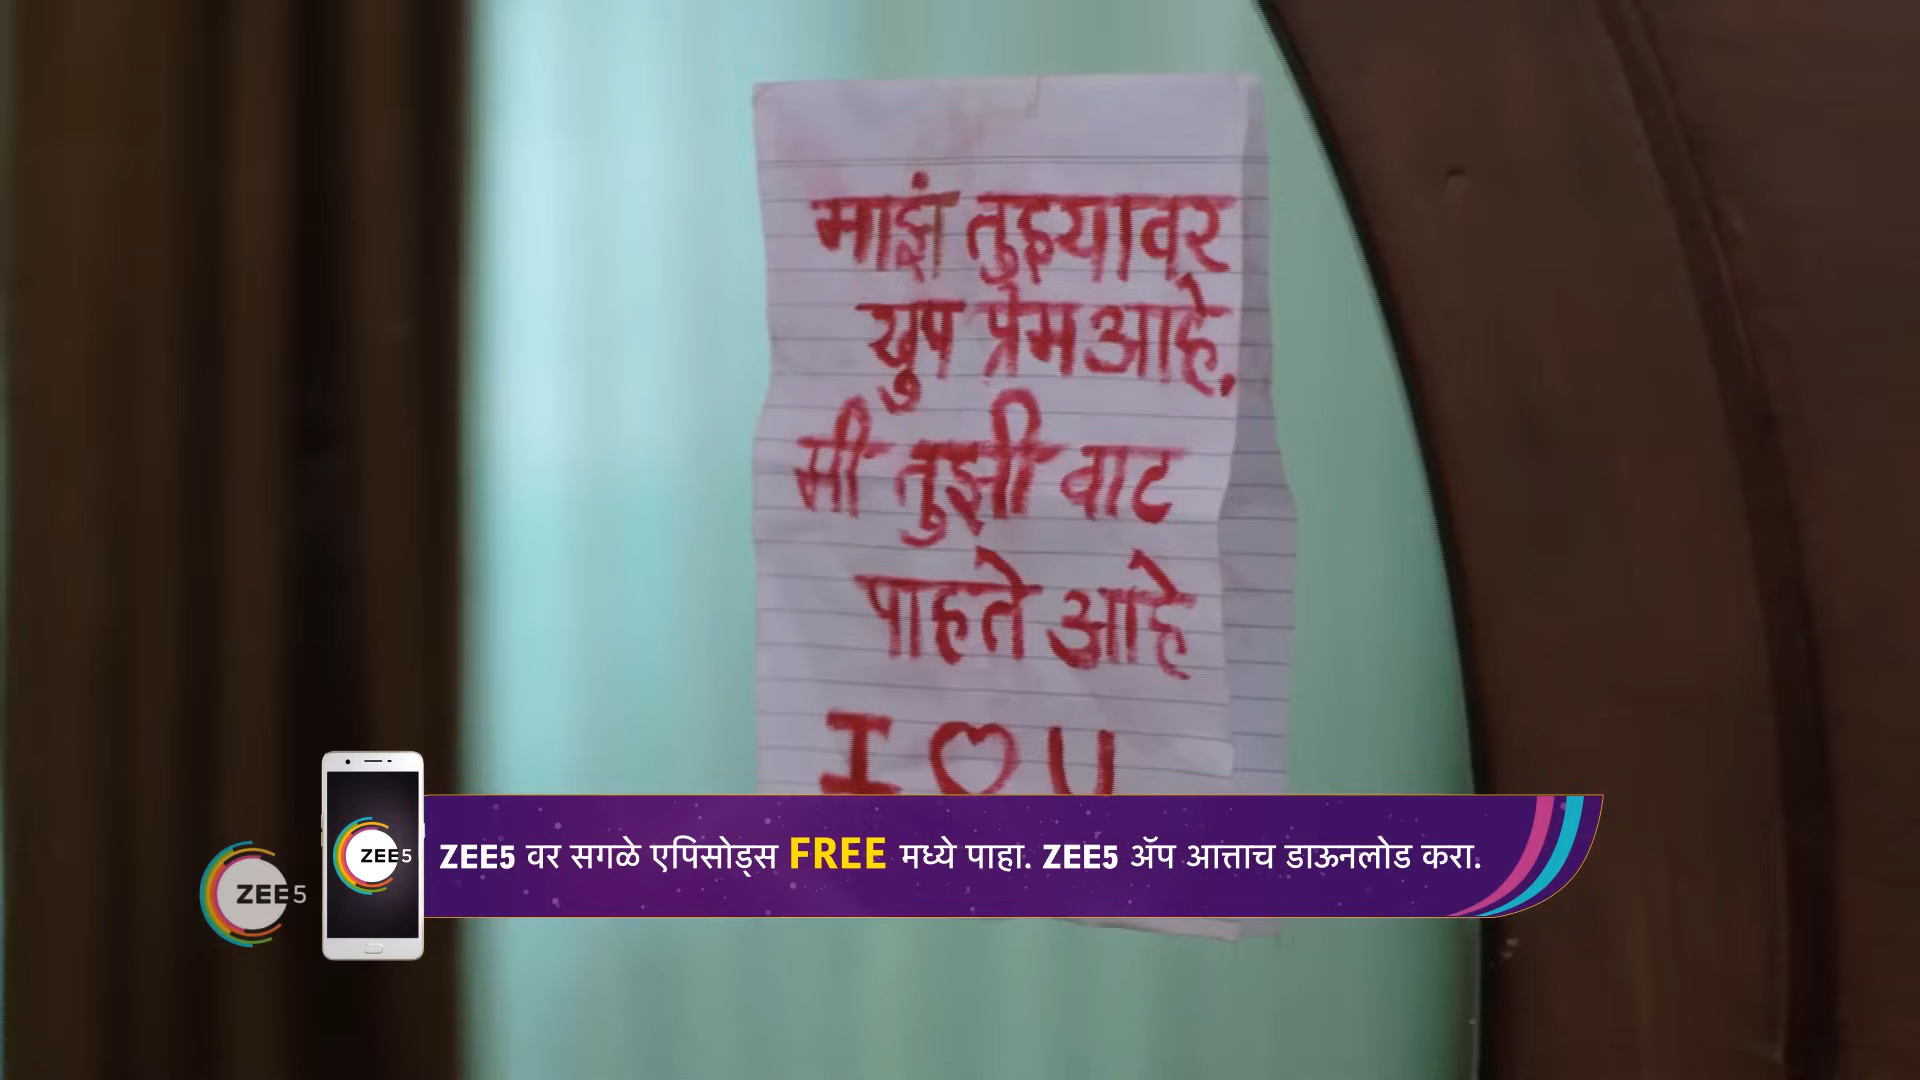 माझं तुझ्यावर
खुप प्रेम आहे.
मी तुझी वाट
पाहते आहे
I ♡ U
ZEE5 वर सगळे एपिसोड्स FREE मध्ये पाहा. ZEE5 ॲप आत्ताच डाऊनलोड करा.
ZEE5
ZEE5